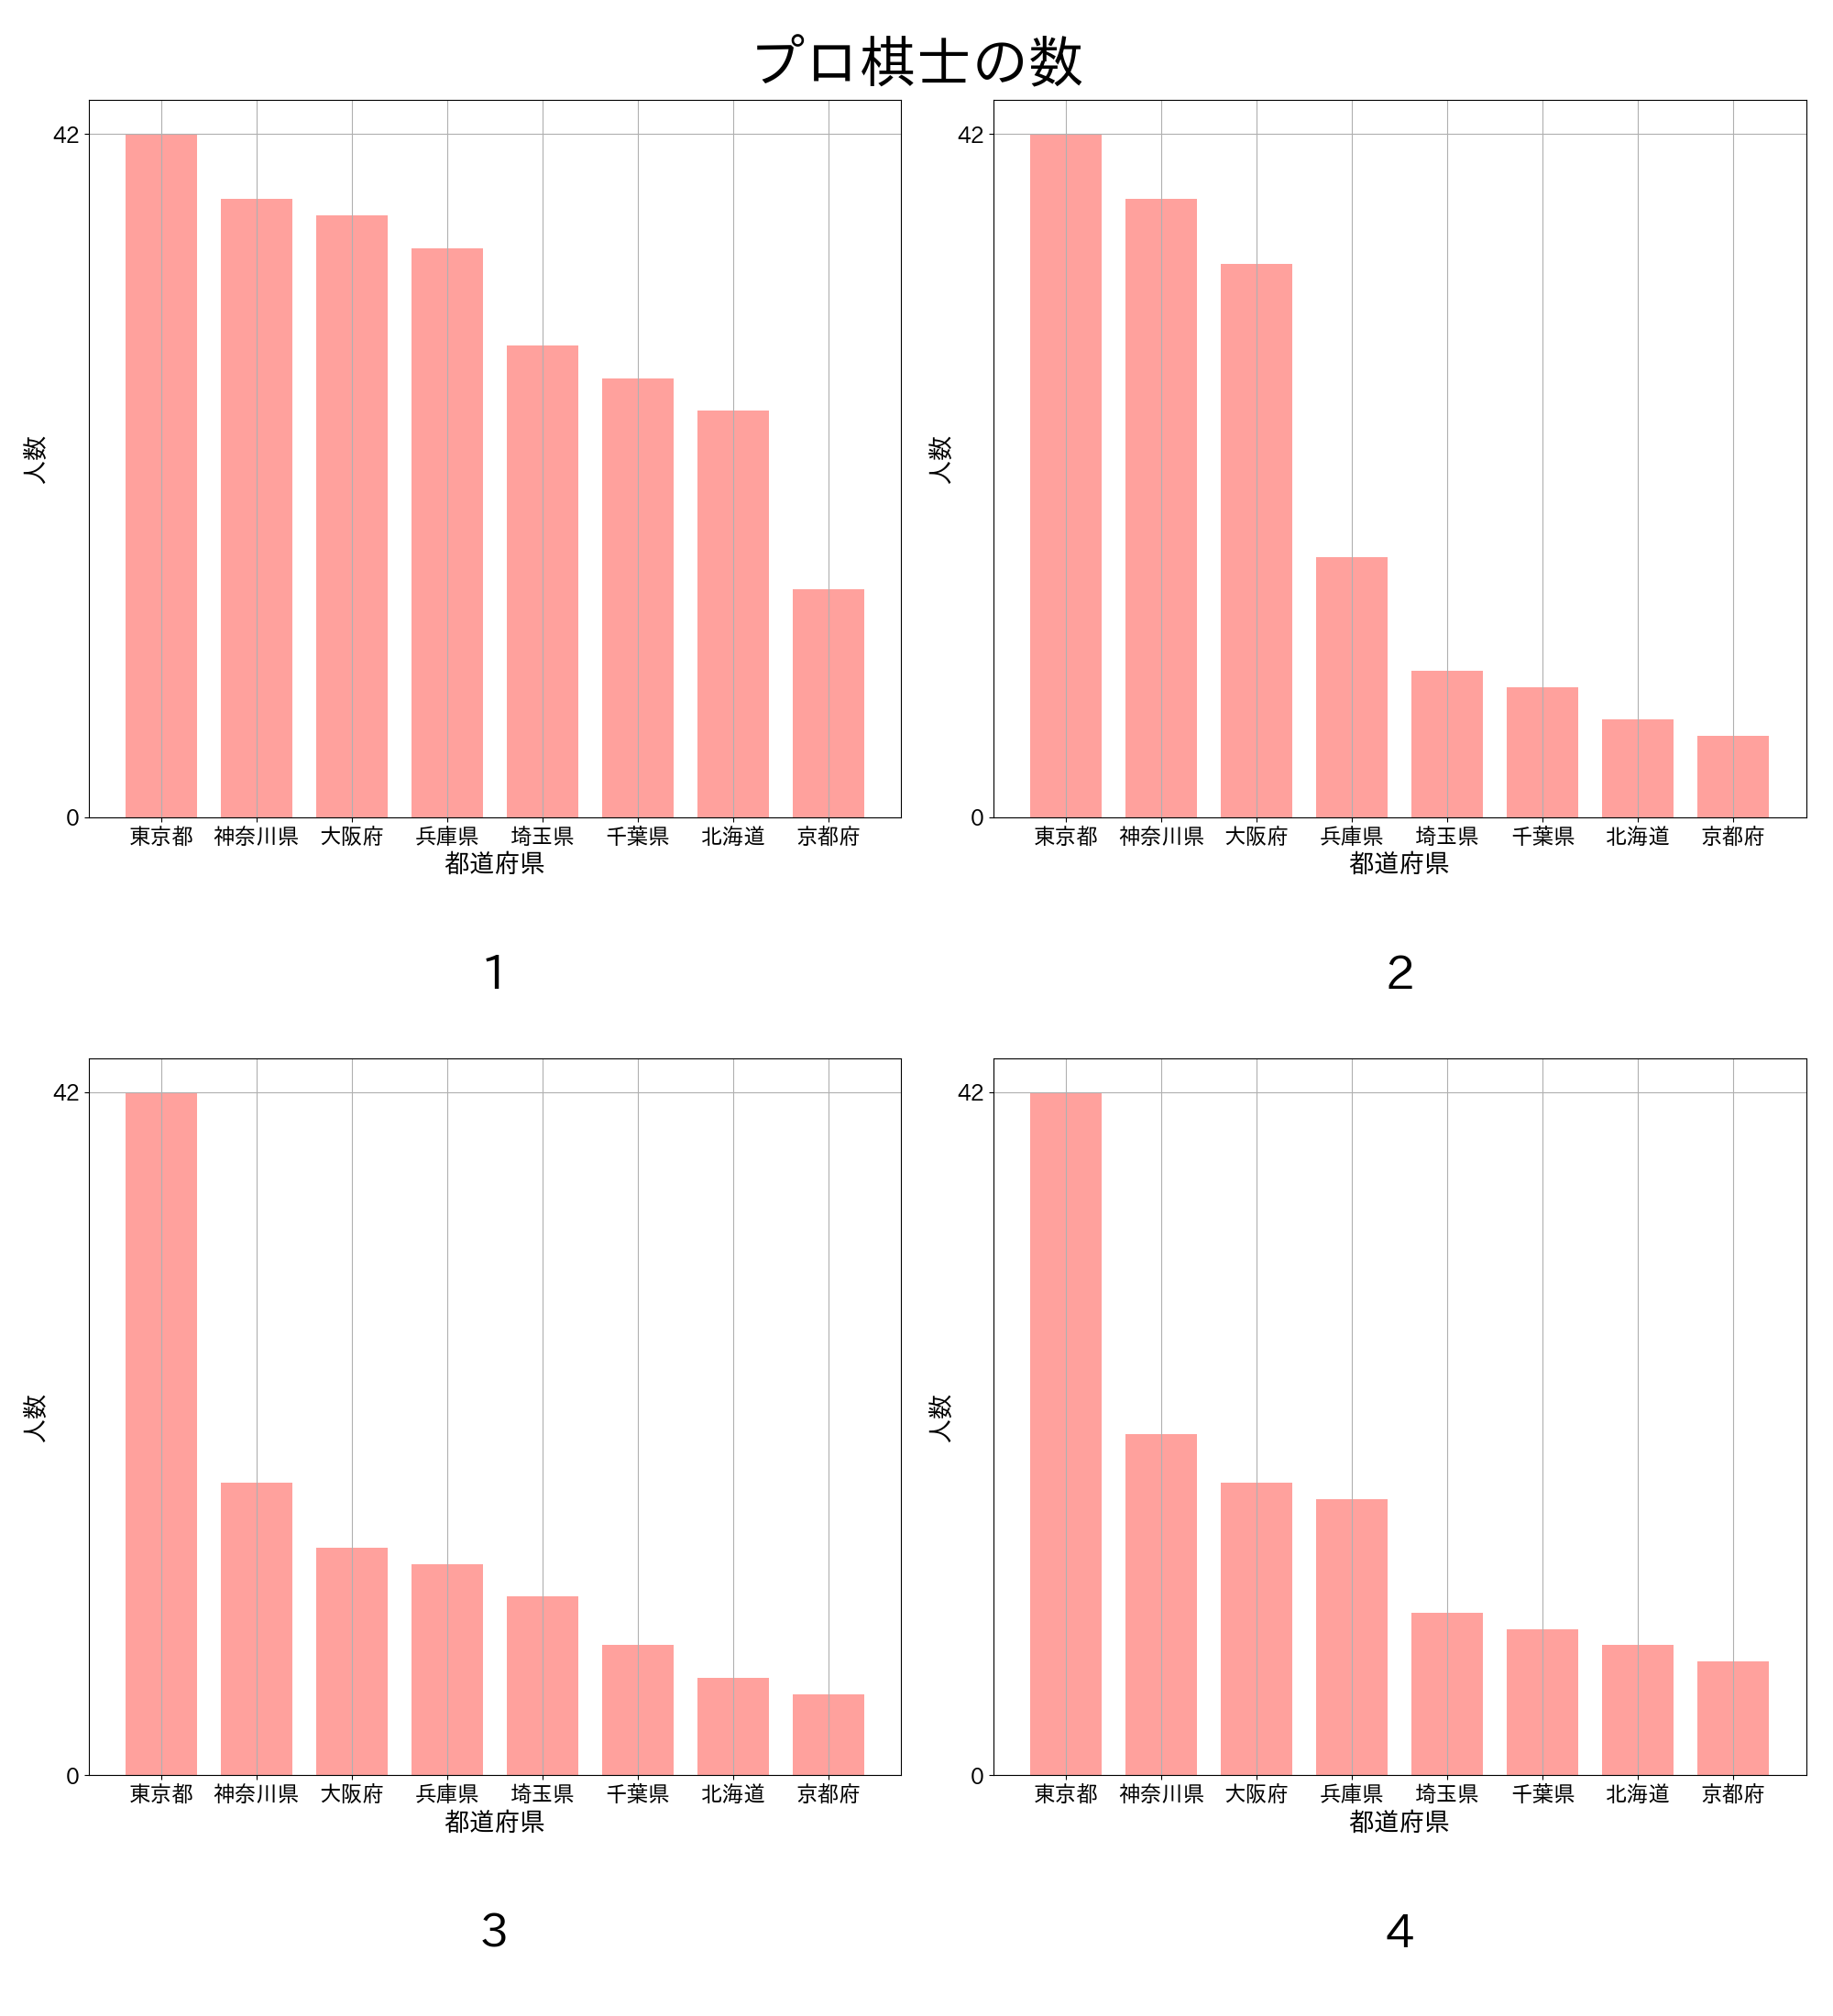 プロ棋士の数
42
0
人数
東京都 神奈川県 大阪府 兵庫県 埼玉県 千葉県 北海道 京都府
都道府県
1
42
0
人数
東京都 神奈川県 大阪府 兵庫県 埼玉県 千葉県 北海道 京都府
都道府県
2
42
0
人数
東京都 神奈川県 大阪府 兵庫県 埼玉県 千葉県 北海道 京都府
都道府県
3
42
0
人数
東京都 神奈川県 大阪府 兵庫県 埼玉県 千葉県 北海道 京都府
都道府県
4